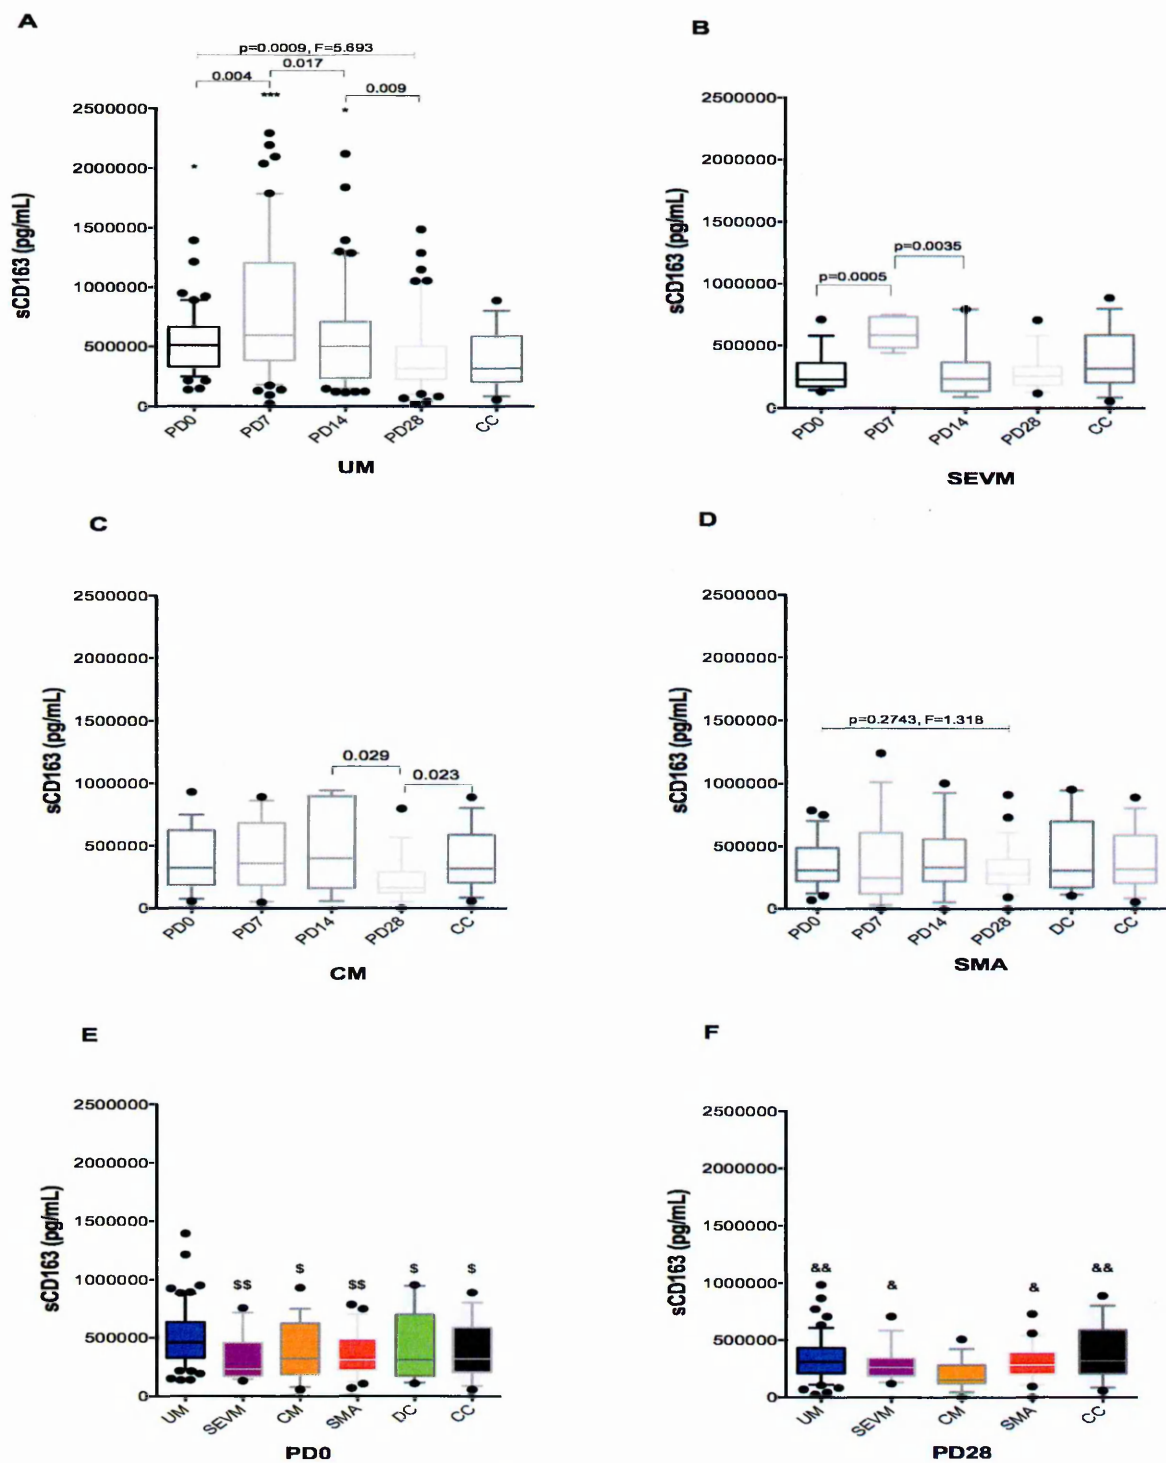 A
p=0.0009, F=5.693
0.017
0.004
0.009
***
*
*
2500000
2000000
1500000
1000000
500000
0
sCD163 (pg/mL)
PD0 PD7 PD14 PD28 CC
UM
B
2500000
2000000
1500000
1000000
500000
0
sCD163 (pg/mL)
p=0.0035
p=0.0005
PD0 PD7 PD14 PD28 CC
SEVM
C
2500000
2000000
1500000
1000000
500000
0
sCD163 (pg/mL)
0.029
0.023
PD0 PD7 PD14 PD28 CC
CM
D
2500000
2000000
1500000
1000000
500000
0
sCD163 (pg/mL)
p=0.2743, F=1.318
PD0 PD7 PD14 PD28 DC CC
SMA
E
2500000
2000000
1500000
1000000
500000
0
sCD163 (pg/mL)
$$ $ $$ $ $
UM SEVM CM SMA DC CC
PD0
F
2500000
2000000
1500000
1000000
500000
0
sCD163 (pg/mL)
&& & & &&
UM SEVM CM SMA CC
PD28